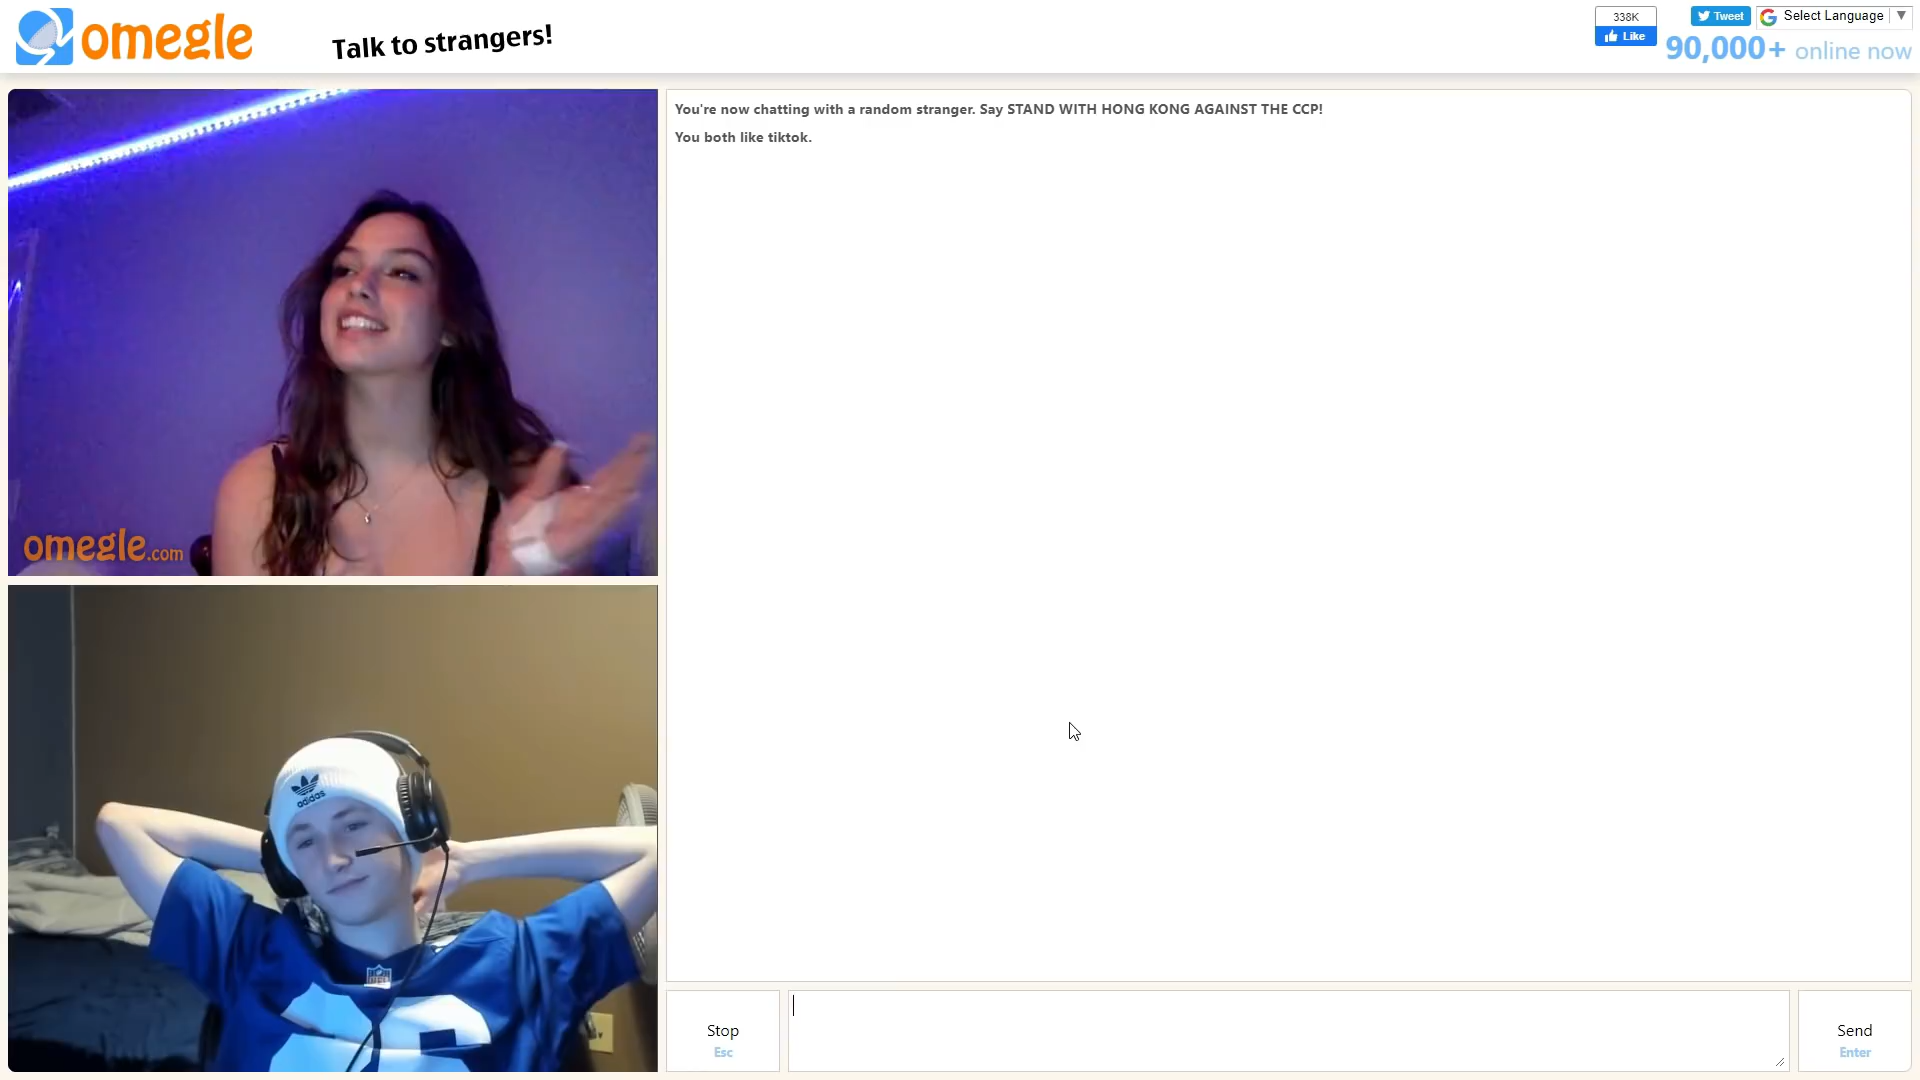 omegle
Talk to strangers!
338K
Like
Tweet
Select Language
90,000+ online now
You're now chatting with a random stranger. Say STAND WITH HONG KONG AGAINST THE CCP!
You both like tiktok.
omegle.com
adidas
NFL
Stop
Esc
Send
Enter